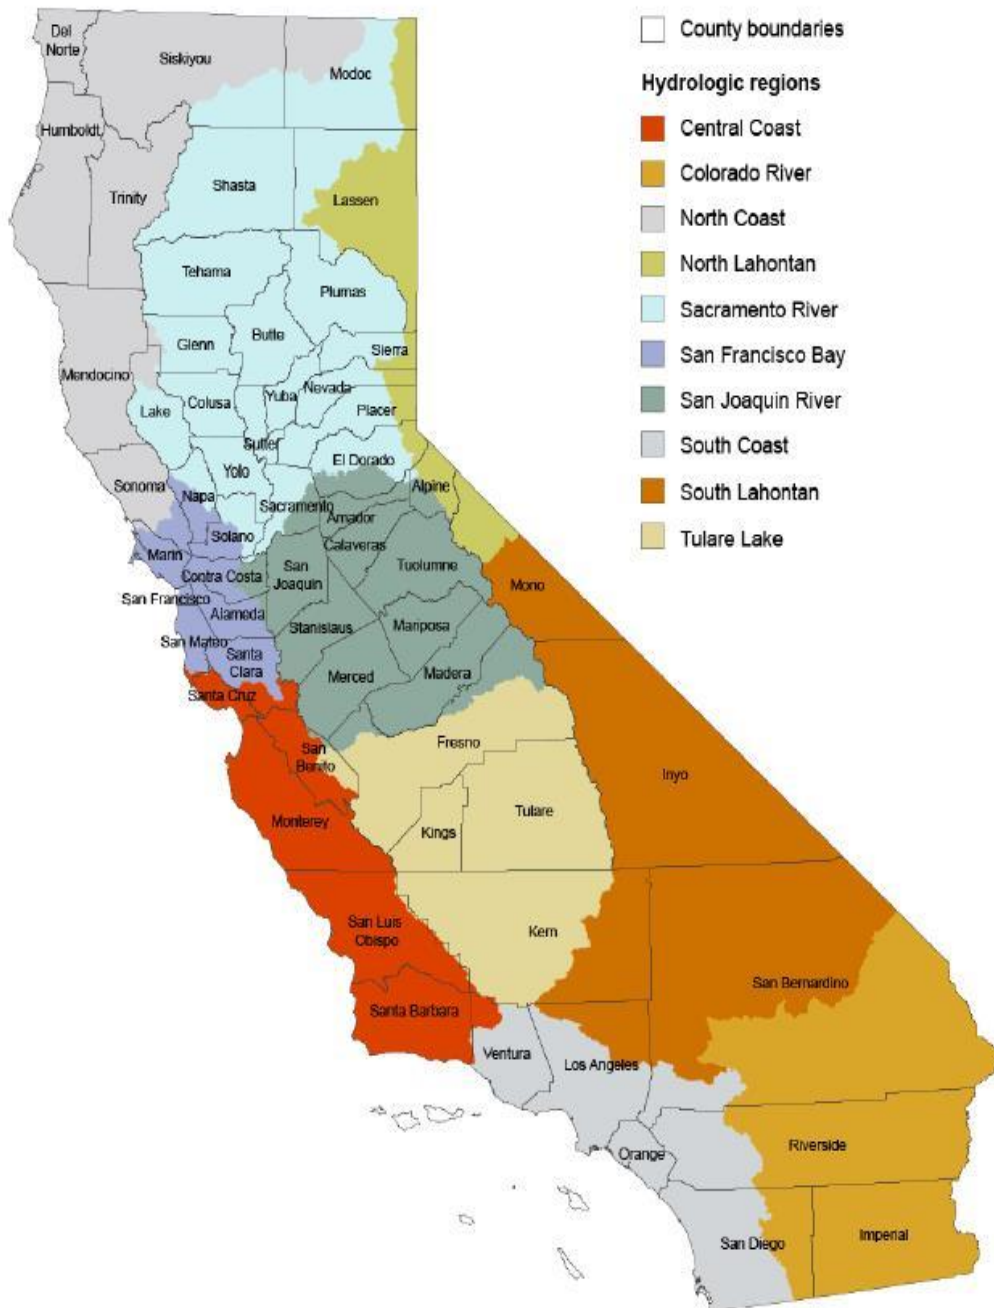 County boundaries
Hydrologic regions
Central Coast
Colorado River
North Coast
North Lahontan
Sacramento River
San Francisco Bay
San Joaquin River
South Coast
South Lahontan
Tulare Lake
Del
Norte
Siskiyou
Modoc
Humboldt
Trinity
Shasta
Lassen
Tehama
Plumas
Butte
Glenn
Sierra
Mendocino
Lake
Colusa
Yuba
Nevada
Placer
Sutter
Yolo
El Dorado
Sonoma
Napa
Sacramento
Alpine
Amador
Solano
Marin
Calaveras
Contra Costa
San
Joaquin
Tuolumne
Mono
San Francisco
Alameda
Stanislaus
Mariposa
San Mateo
Santa
Clara
Merced
Madera
Santa Cruz
Fresno
San
Benito
Inyo
Monterey
Kings
Tulare
San Luis
Obispo
Kern
San Bernardino
Santa Barbara
Ventura
Los Angeles
Orange
Riverside
San Diego
Imperial